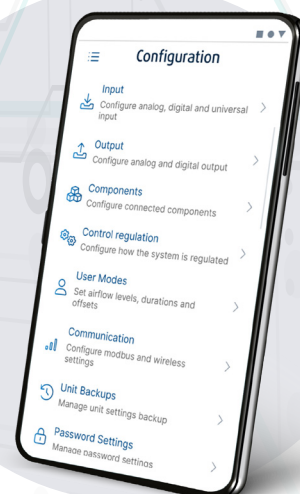 Configuration
Input
Configure analog, digital and universal
input
Output
Configure analog and digital output
Components
Configure connected components
Control regulation
Configure how the system is regulated
User Modes
Set airflow levels, durations and
offsets
Communication
Configure modbus and wireless
settings
Unit Backups
Manage unit settings backup
Password Settings
Manage password settings